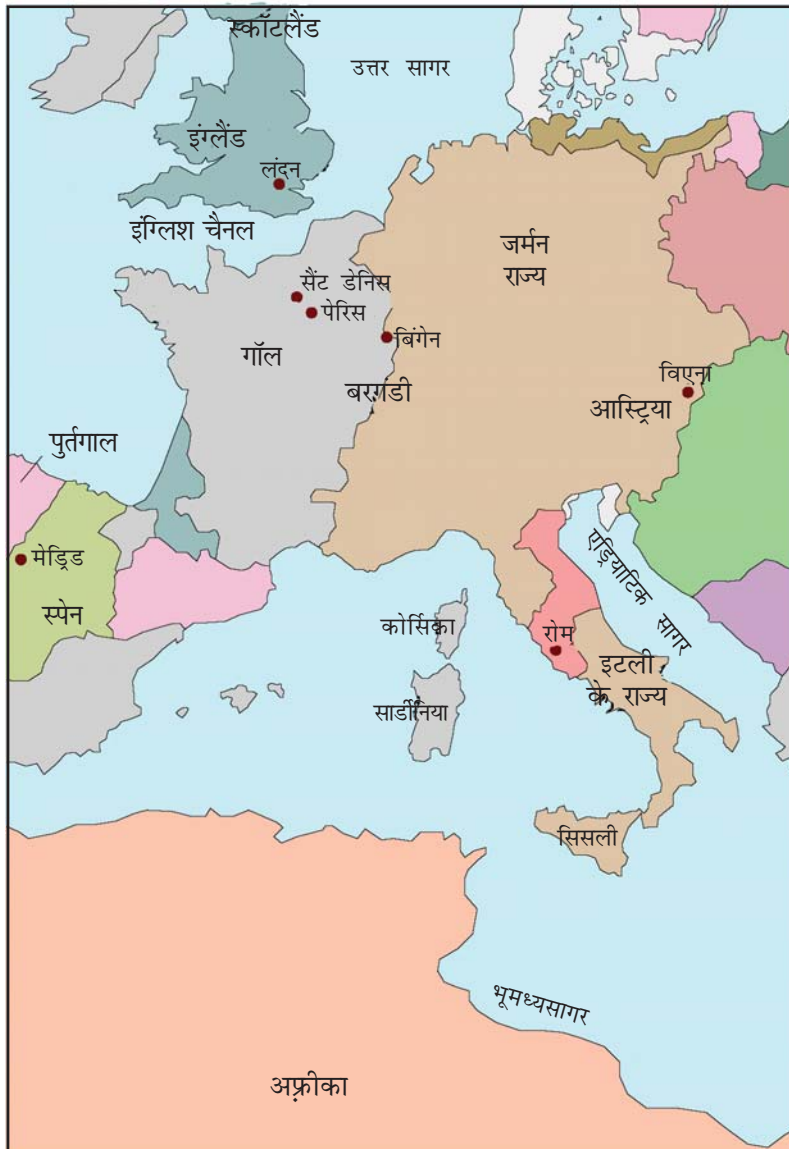 स्कॉटलैंड
उत्तर सागर
इंग्लैंड
लंदन
इंग्लिश चैनल
जर्मन
राज्य
सैंट डेनिस
पेरिस
बिंगेन
गॉल
बरगंडी
विएना
आस्ट्रिया
पुर्तगाल
मेड्रिड
स्पेन
एड्रियाटिक सागर
कोर्सिका
रोम
इटली
के राज्य
सार्डीनिया
सिसली
भूमध्यसागर
अफ़्रीका